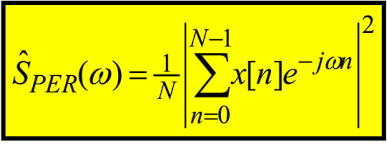 Ŝ_PER(ω) = 1/N |∑_{n=0}^{N−1} x[n]e^{−jωn}|^2